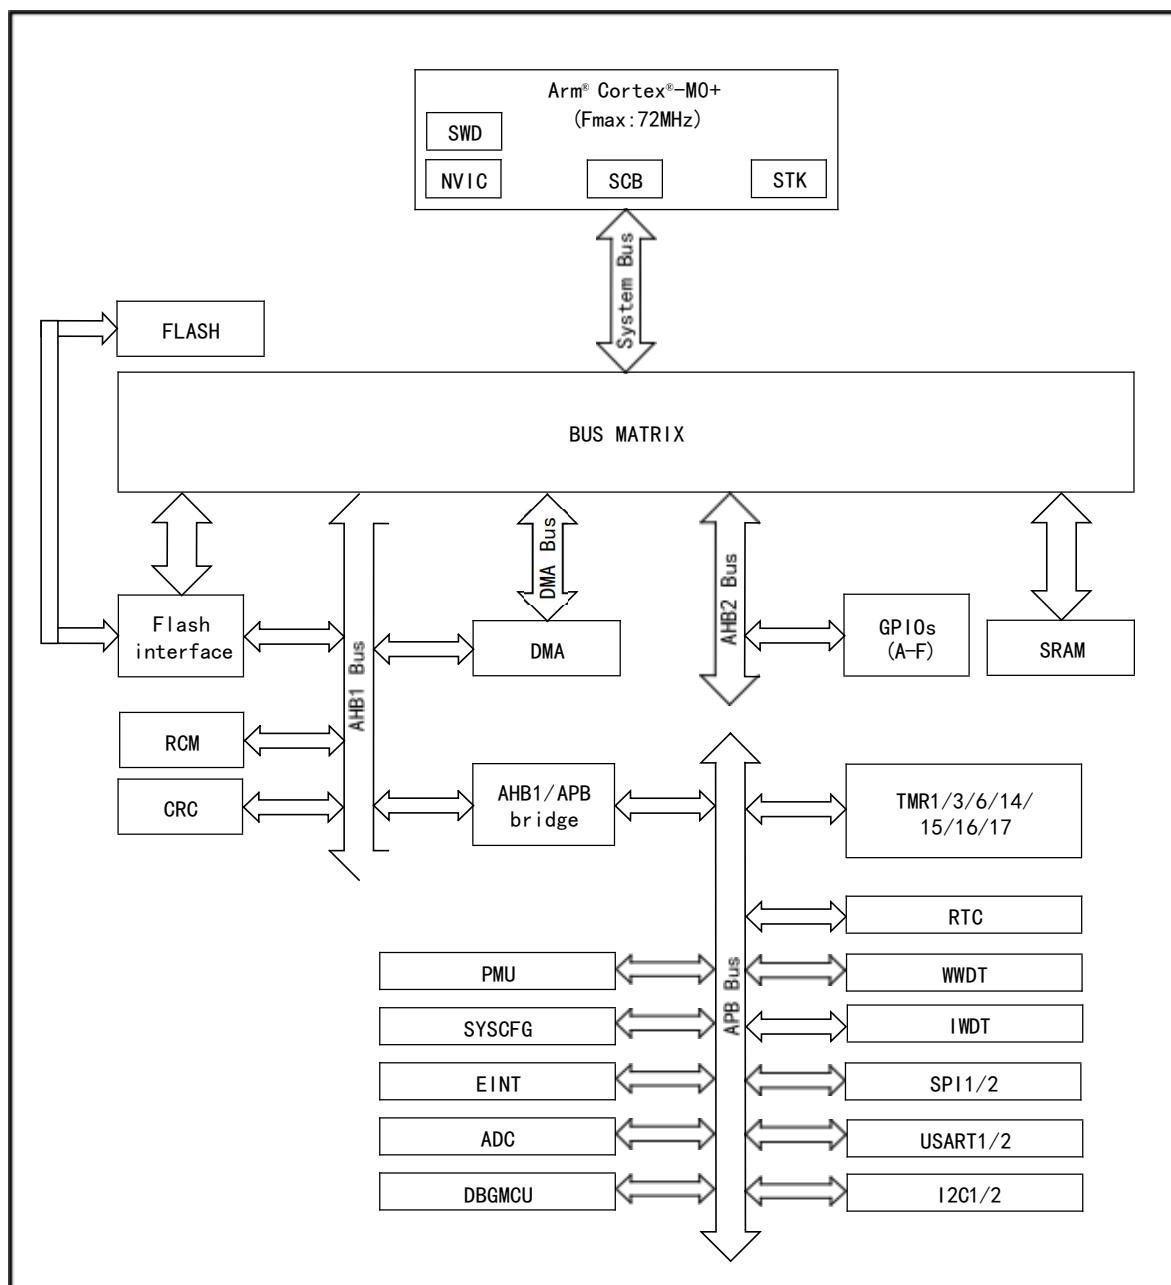 Arm® Cortex®-M0+
(Fmax:72MHz)
SWD
NVIC
SCB
STK
System Bus
FLASH
BUS MATRIX
DMA Bus
AHB2 Bus
AHB1 Bus
Flash
interface
DMA
GPIOs
(A-F)
SRAM
RCM
CRC
AHB1/APB
bridge
TMR1/3/6/14/
15/16/17
RTC
APB Bus
PMU
WWDT
SYSCFG
IWDT
EINT
SPI1/2
ADC
USART1/2
DBGMCU
I2C1/2